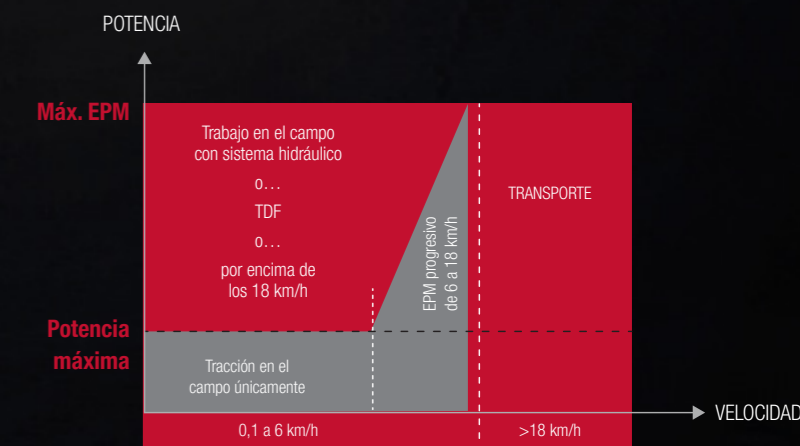 POTENCIA
Máx. EPM
Trabajo en el campo
con sistema hidráulico
o…
TDF
o…
por encima de
los 18 km/h
EPM progresivo
de 6 a 18 km/h
TRANSPORTE
Potencia
máxima
Tracción en el
campo únicamente
VELOCIDAD
0,1 a 6 km/h
>18 km/h